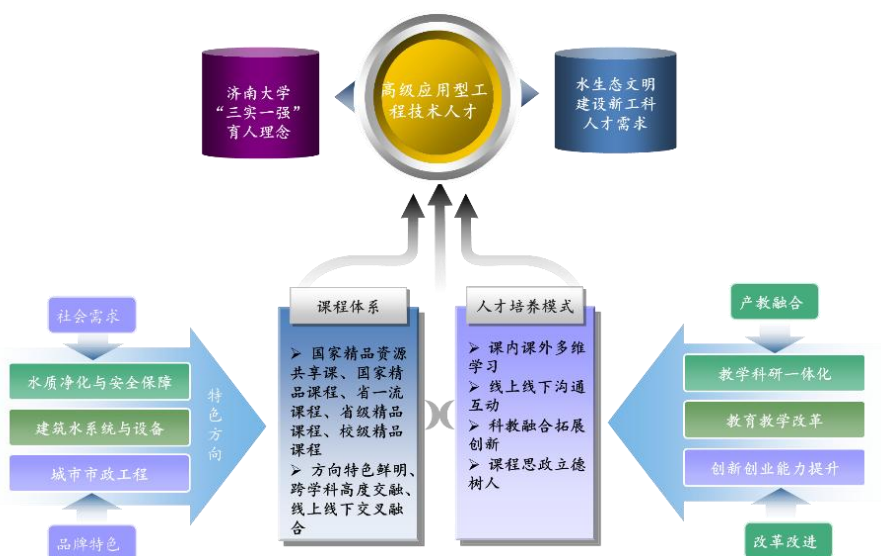 济南大学
“三实一强”
育人理念
高级应用型工
程技术人才
水生态文明
建设新工科
人才需求
社会需求
水质净化与安全保障
建筑水系统与设备
城市市政工程
品牌特色
特色方向
课程体系
➢ 国家精品资源
共享课、国家精
品课程、省一流
课程、省级精品
课程、校级精品
课程
➢ 方向特色鲜明、
跨学科高度交融、
线上线下交叉融
合
人才培养模式
➢ 课内课外多维
学习
➢ 线上线下沟通
互动
➢ 科教融合拓展
创新
➢ 课程思政立德
树人
产教融合
教学科研一体化
教育教学改革
创新创业能力提升
改革改进